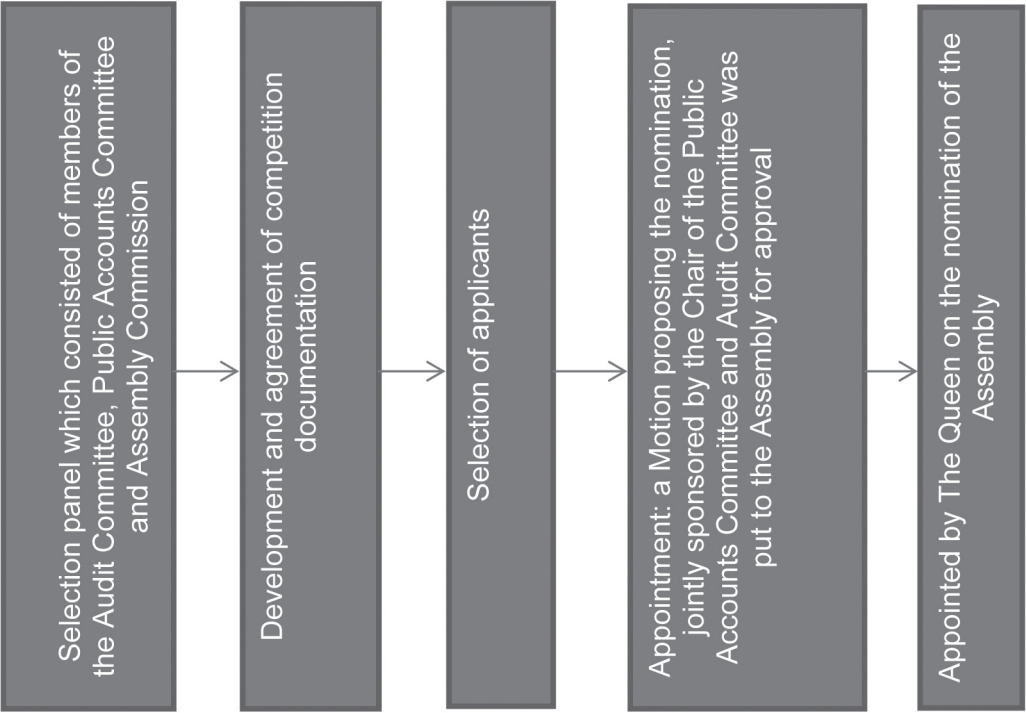 Selection panel which consisted of members of
the Audit Committee, Public Accounts Committee
and Assembly Commission
Development and agreement of competition
documentation
Selection of applicants
Appointment: a Motion proposing the nomination,
jointly sponsored by the Chair of the Public
Accounts Committee and Audit Committee was
put to the Assembly for approval
Appointed by The Queen on the nomination of the
Assembly